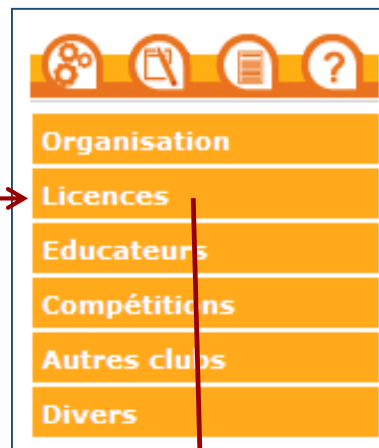 ?
Organisation
Licences
Educateurs
Compétitions
Autres clubs
Divers